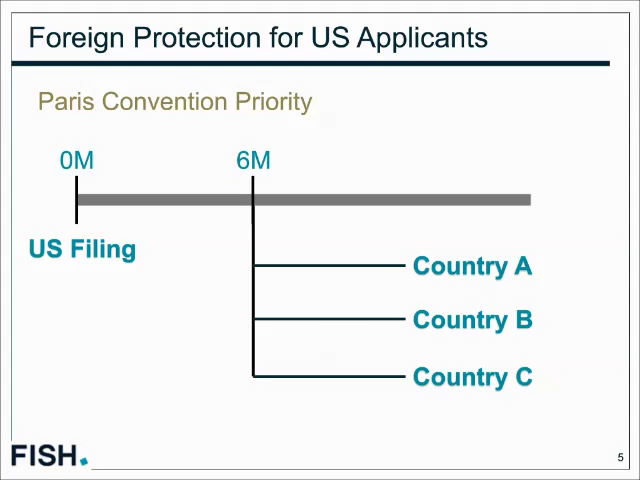 Foreign Protection for US Applicants
Paris Convention Priority
0M 6M
US Filing
Country A
Country B
Country C
FISH.
5